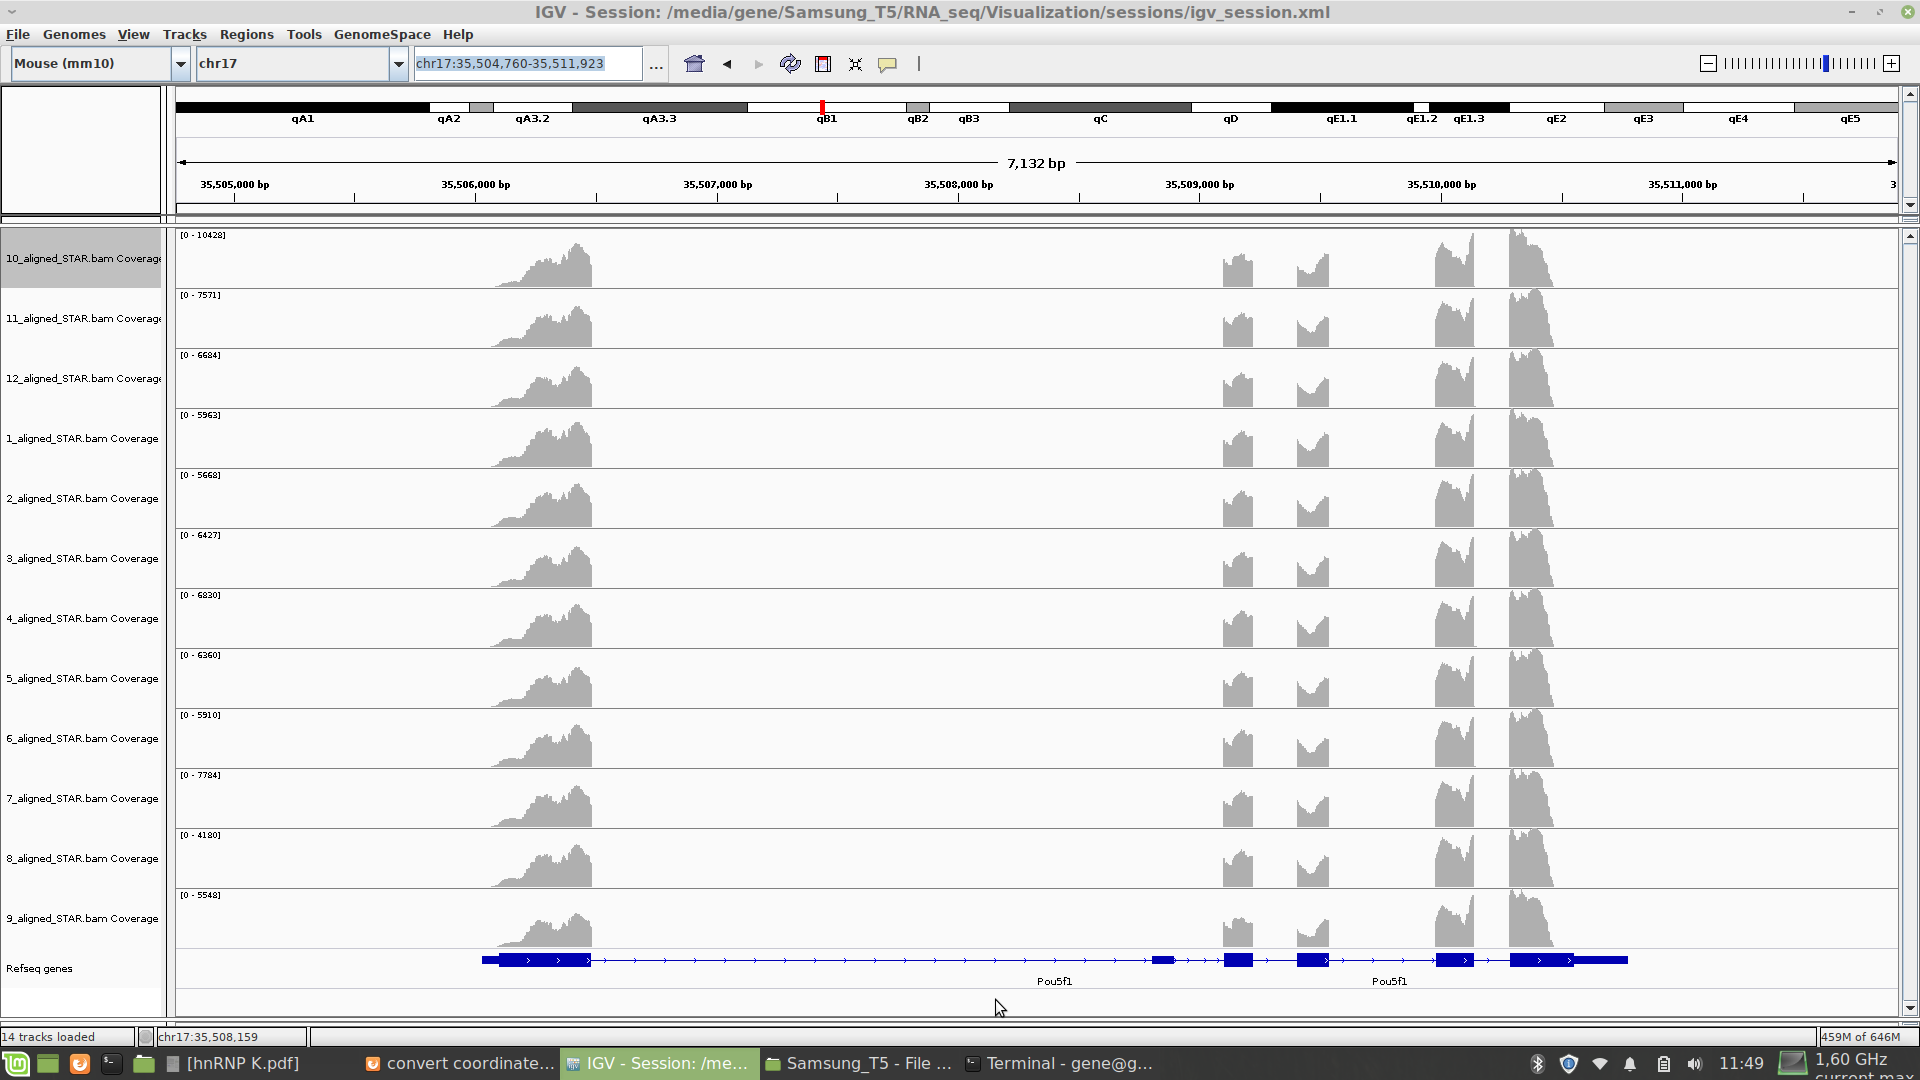 IGV - Session: /media/gene/Samsung_T5/RNA_seq/Visualization/sessions/igv_session.xml
File Genomes View Tracks Regions Tools GenomeSpace Help
Mouse (mm10) chr17 chr17:35,504,760-35,511,923 ...
qA1 qA2 qA3.2 qA3.3 qB1 qB2 qB3 qC qD qE1.1 qE1.2 qE1.3 qE2 qE3 qE4 qE5
7,132 bp
35,505,000 bp 35,506,000 bp 35,507,000 bp 35,508,000 bp 35,509,000 bp 35,510,000 bp 35,511,000 bp 3
[0 - 10428]
10_aligned_STAR.bam Coverage
[0 - 7571]
11_aligned_STAR.bam Coverage
[0 - 6684]
12_aligned_STAR.bam Coverage
[0 - 5963]
1_aligned_STAR.bam Coverage
[0 - 5668]
2_aligned_STAR.bam Coverage
[0 - 6427]
3_aligned_STAR.bam Coverage
[0 - 6830]
4_aligned_STAR.bam Coverage
[0 - 6360]
5_aligned_STAR.bam Coverage
[0 - 5910]
6_aligned_STAR.bam Coverage
[0 - 7784]
7_aligned_STAR.bam Coverage
[0 - 4180]
8_aligned_STAR.bam Coverage
[0 - 5548]
9_aligned_STAR.bam Coverage
Refseq genes
Pou5f1 Pou5f1
14 tracks loaded chr17:35,508,159 459M of 646M
[hnRNP K.pdf] convert coordinate... IGV - Session: /me... Samsung_T5 - File ... Terminal - gene@g... 11:49 1,60 GHz
current max